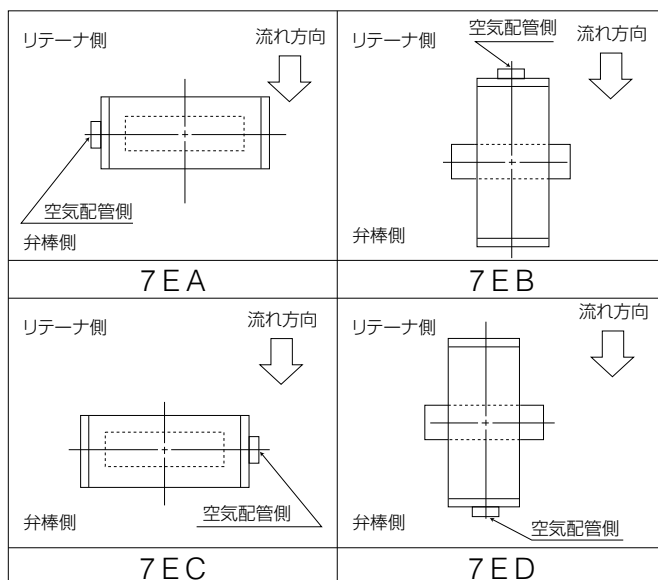 リテーナ側
流れ方向
空気配管側
弁棒側
7EA
リテーナ側
空気配管側
流れ方向
弁棒側
7EB
リテーナ側
流れ方向
空気配管側
弁棒側
7EC
リテーナ側
流れ方向
弁棒側
空気配管側
7ED